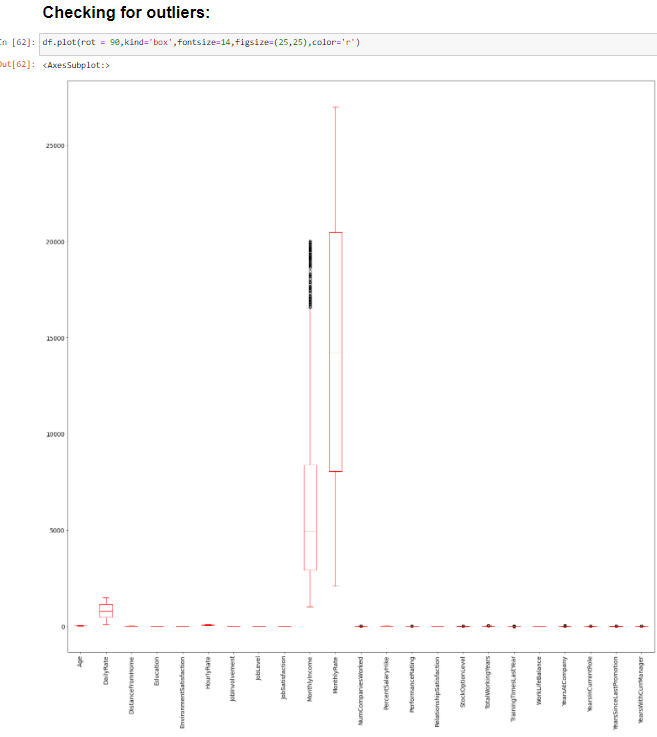 Checking for outliers:
n [62]: df.plot(rot = 90,kind='box',fontsize=14,figsize=(25,25),color='r')
Out[62]: <AxesSubplot:>
25000
20000
15000
10000
5000
0
Age
DailyRate
DistanceFromHome
Education
EnvironmentSatisfaction
HourlyRate
JobInvolvement
JobLevel
JobSatisfaction
MonthlyIncome
MonthlyRate
NumCompaniesWorked
PercentSalaryHike
PerformanceRating
RelationshipSatisfaction
StockOptionLevel
TotalWorkingYears
TrainingTimesLastYear
WorkLifeBalance
YearsAtCompany
YearsInCurrentRole
YearsSinceLastPromotion
YearsWithCurrManager